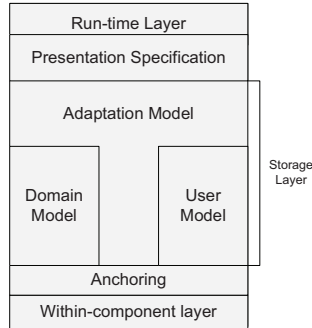 Run-time Layer
Presentation Specification
Adaptation Model
Storage
Layer
Domain
Model
User
Model
Anchoring
Within-component layer